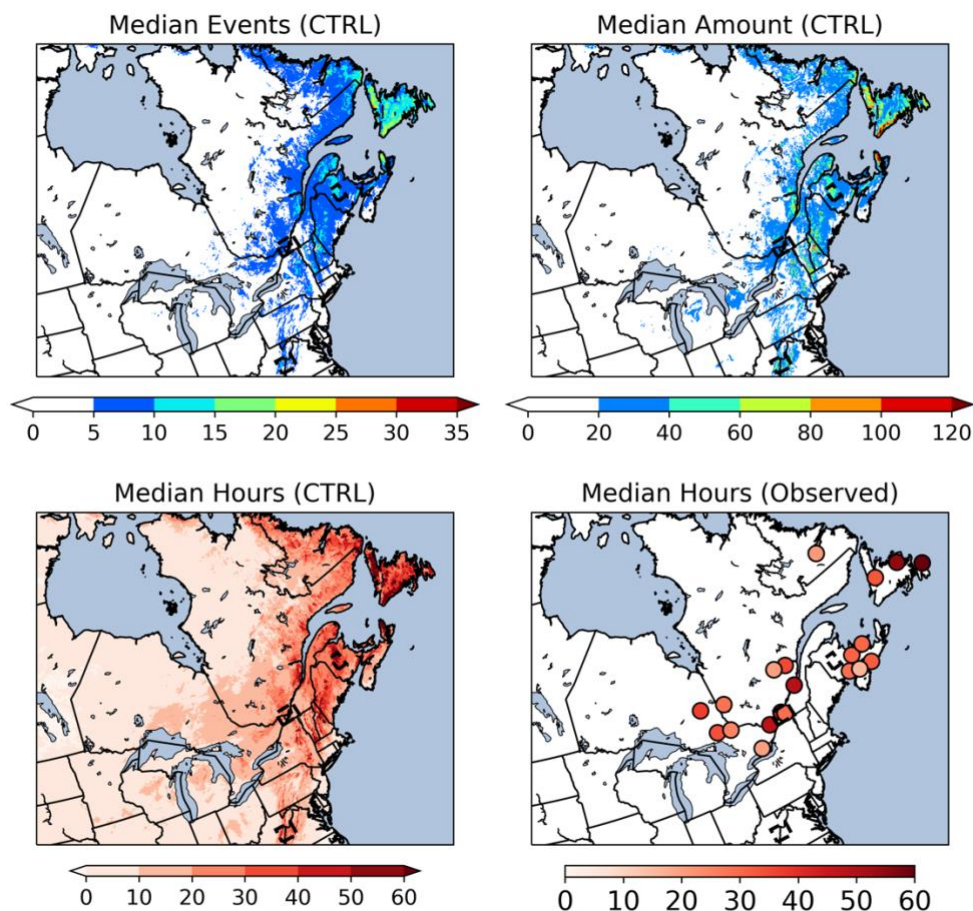 Median Events (CTRL)
Median Amount (CTRL)
0 5 10 15 20 25 30 35
0 20 40 60 80 100 120
Median Hours (CTRL)
Median Hours (Observed)
0 10 20 30 40 50 60
0 10 20 30 40 50 60